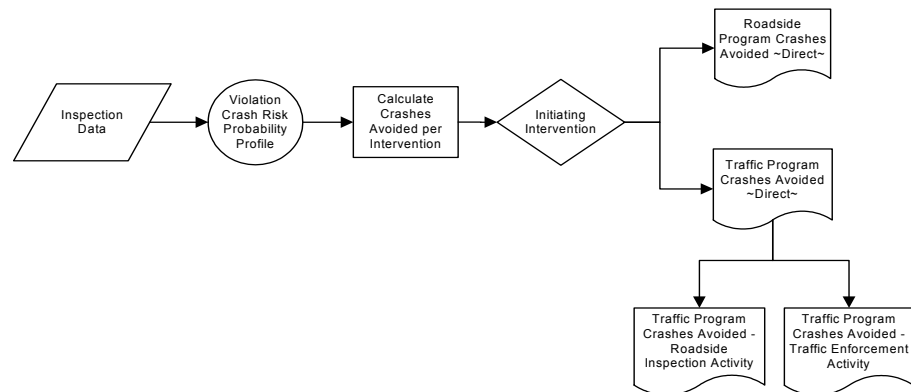 Roadside
Program Crashes
Avoided ~Direct~
Inspection
Data
Violation
Crash Risk
Probability
Profile
Calculate
Crashes
Avoided per
Intervention
Initiating
Intervention
Traffic Program
Crashes Avoided
~Direct~
Traffic Program
Crashes Avoided -
Roadside
Inspection Activity
Traffic Program
Crashes Avoided -
Traffic Enforcement
Activity